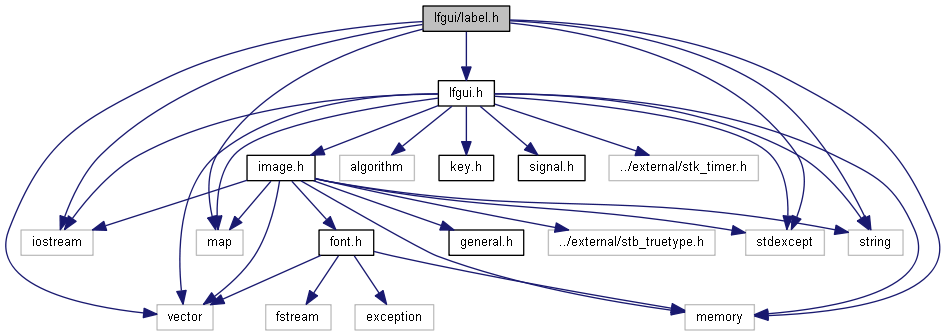 lfgui/label.h
lfgui.h
image.h
algorithm
key.h
signal.h
../external/stk_timer.h
iostream
map
font.h
general.h
../external/stb_truetype.h
stdexcept
string
vector
fstream
exception
memory